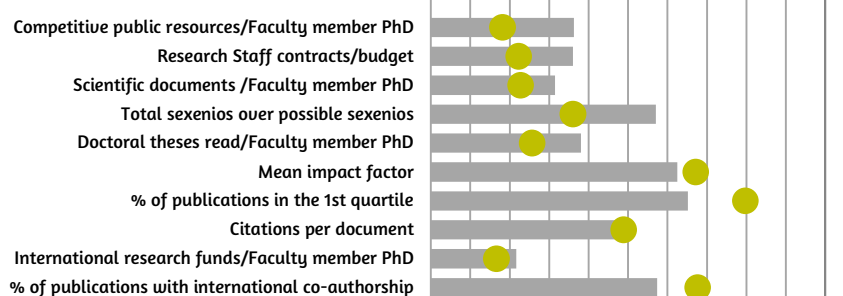 Competitive public resources/Faculty member PhD
Research Staff contracts/budget
Scientific documents /Faculty member PhD
Total sexenios over possible sexenios
Doctoral theses read/Faculty member PhD
Mean impact factor
% of publications in the 1st quartile
Citations per document
International research funds/Faculty member PhD
% of publications with international co-authorship